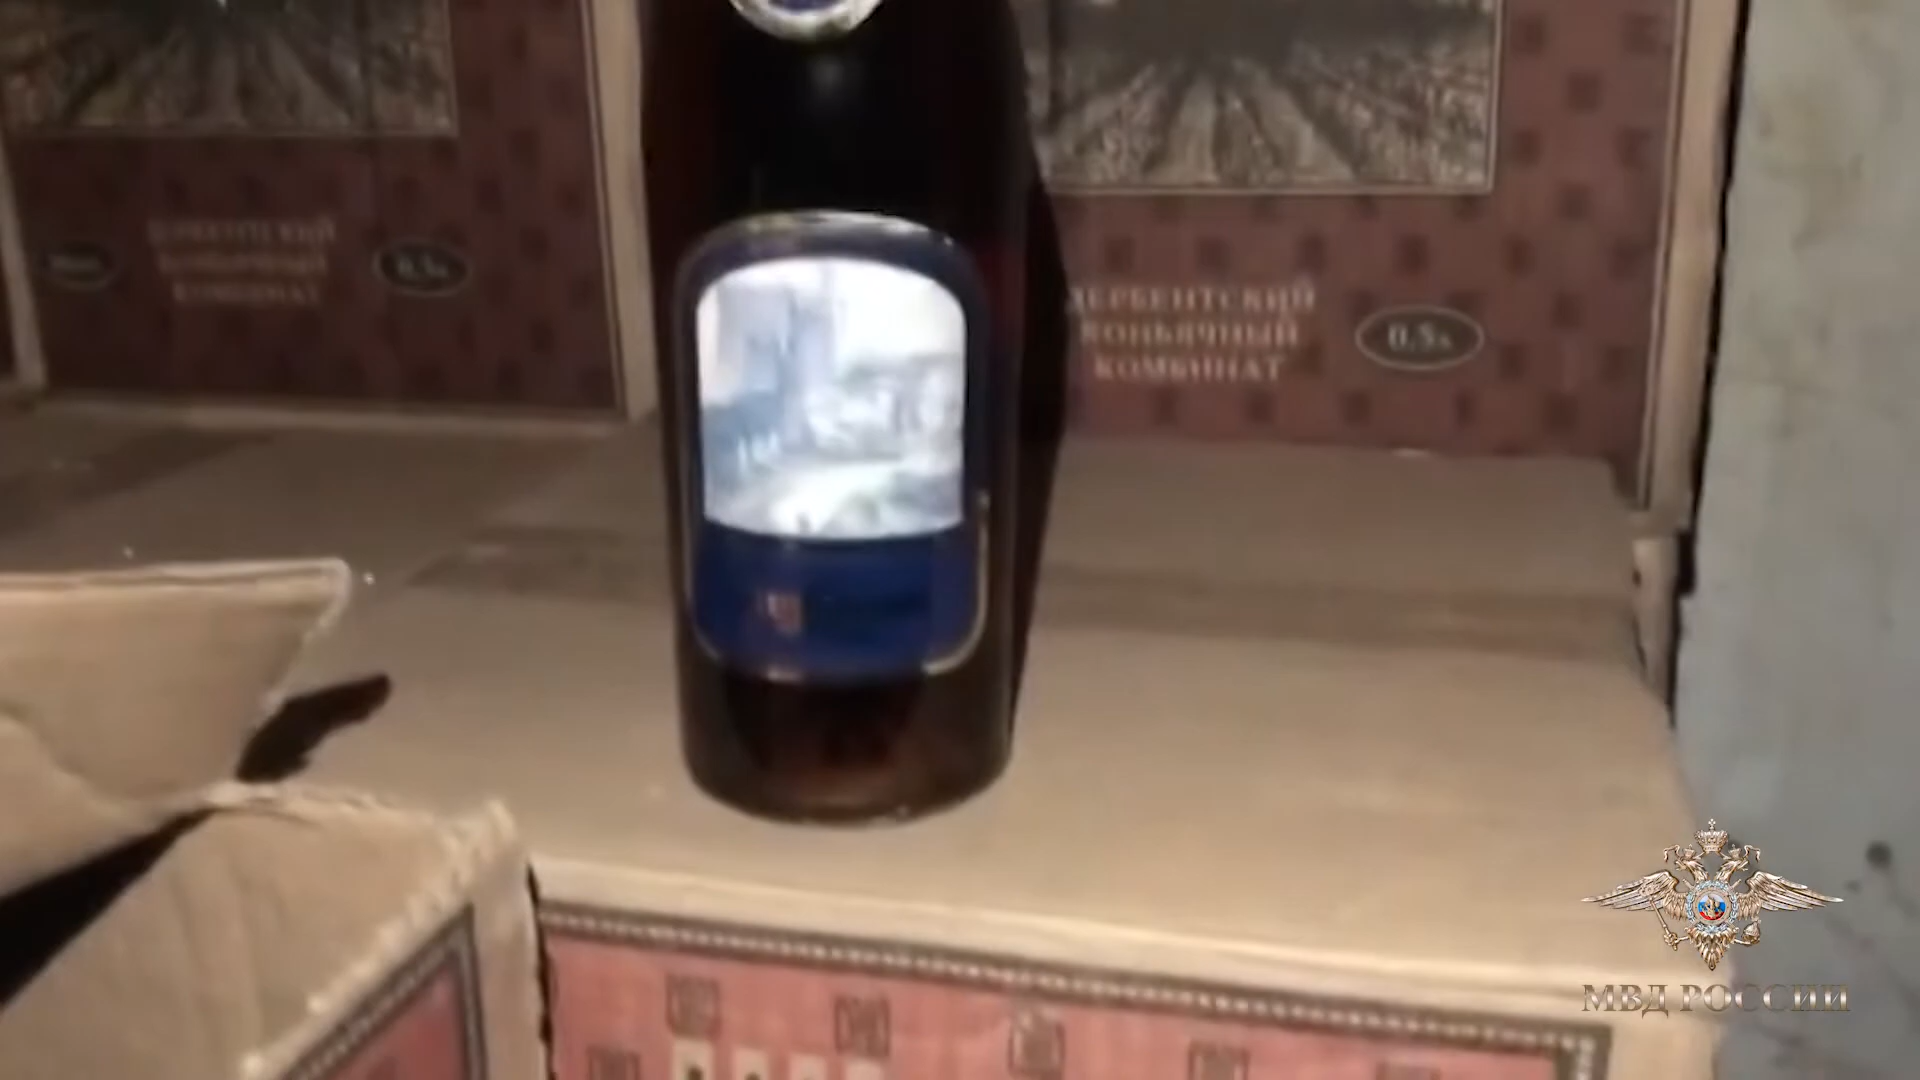 ДЕРБЕНТСКИЙ
КОНЬЯЧНЫЙ
КОМБИНАТ
0,5л
ДЕРБЕНТСКИЙ
КОНЬЯЧНЫЙ
КОМБИНАТ
0,5л
МВД РОССИИ